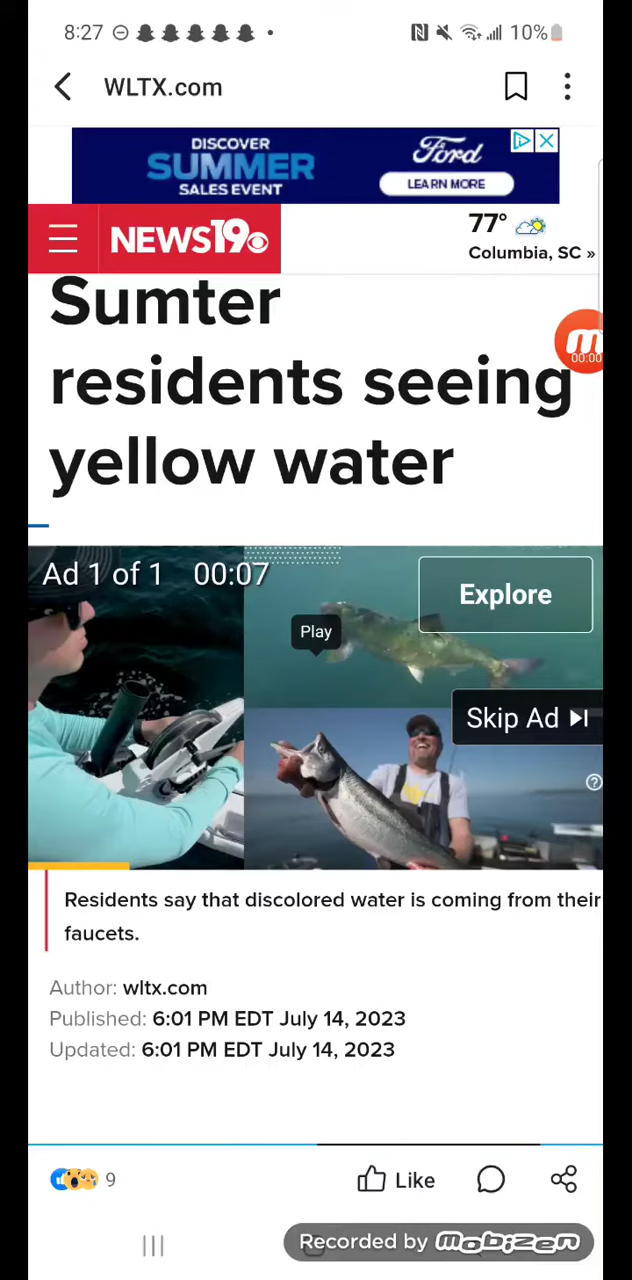 8:27
10%
WLTX.com
DISCOVER
SUMMER
SALES EVENT
Ford
LEARN MORE
NEWS19
77°
Columbia, SC »
Sumter
residents seeing
yellow water
00:00
Ad 1 of 1 00:07
Explore
Play
Skip Ad
Residents say that discolored water is coming from their
faucets.
Author: wltx.com
Published: 6:01 PM EDT July 14, 2023
Updated: 6:01 PM EDT July 14, 2023
9
Like
Recorded by mobizen